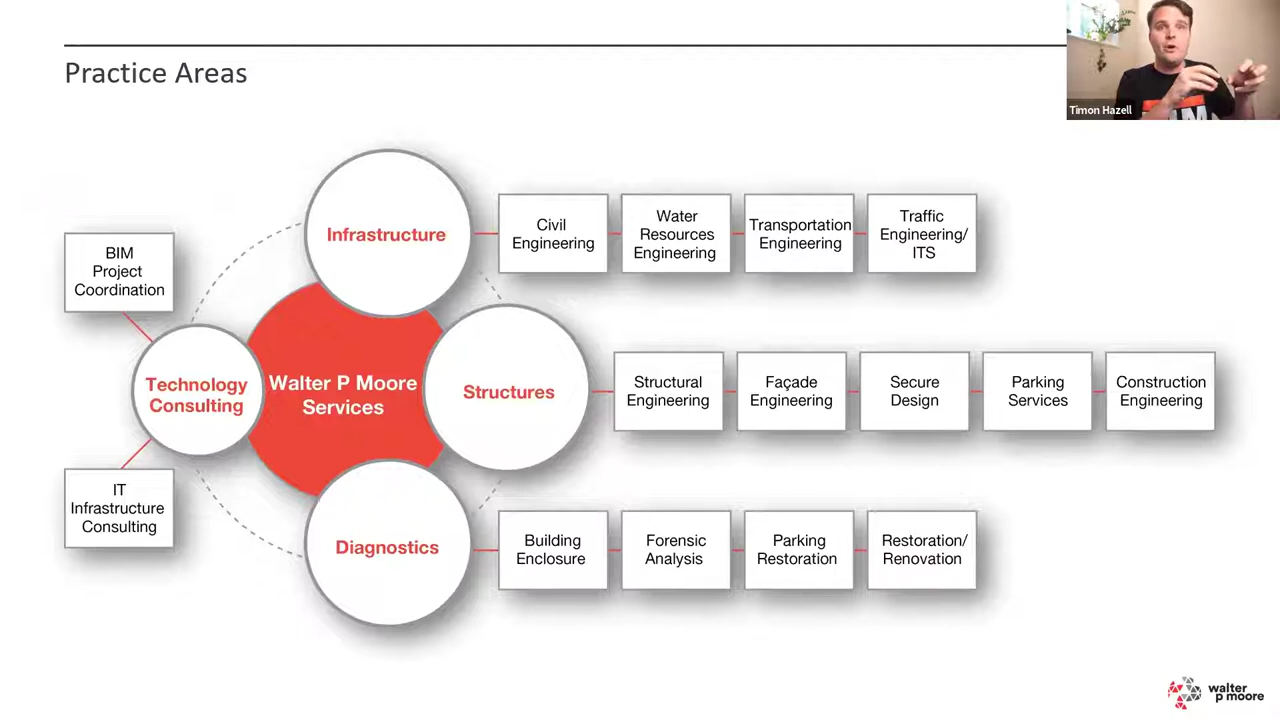 Practice Areas
Timon Hazell
Infrastructure
Civil
Engineering
Water
Resources
Engineering
Transportation
Engineering
Traffic
Engineering/
ITS
BIM
Project
Coordination
Technology
Consulting
IT
Infrastructure
Consulting
Walter P Moore
Services
Structures
Structural
Engineering
Façade
Engineering
Secure
Design
Parking
Services
Construction
Engineering
Diagnostics
Building
Enclosure
Forensic
Analysis
Parking
Restoration
Restoration/
Renovation
walter
p moore